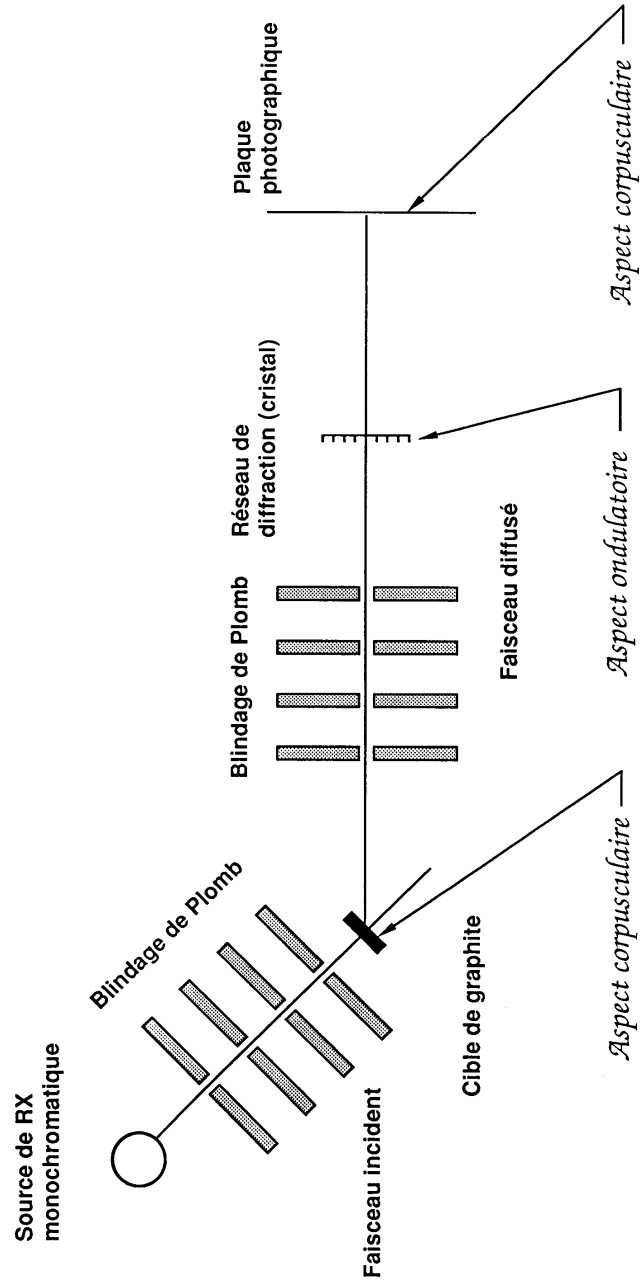 Source de RX
monochromatique
Blindage de Plomb
Faisceau incident
Cible de graphite
Blindage de Plomb
Faisceau diffusé
Réseau de
diffraction (cristal)
Plaque
photographique
Aspect corpusculaire
Aspect ondulatoire
Aspect corpusculaire